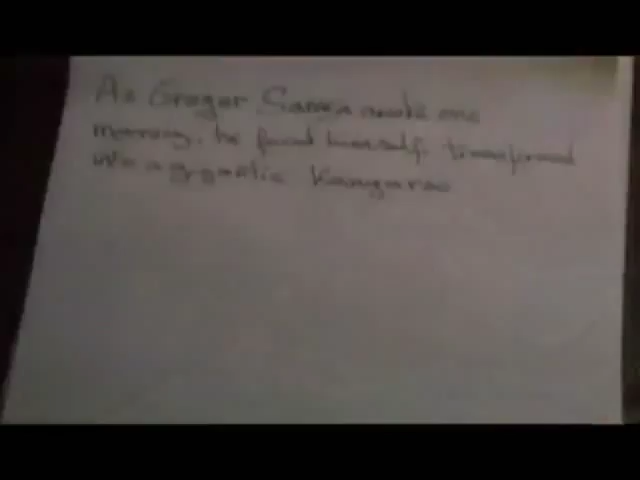 As Gregor Samsa awoke one
morning, he found himself transformed
into a gigantic Kangaroo